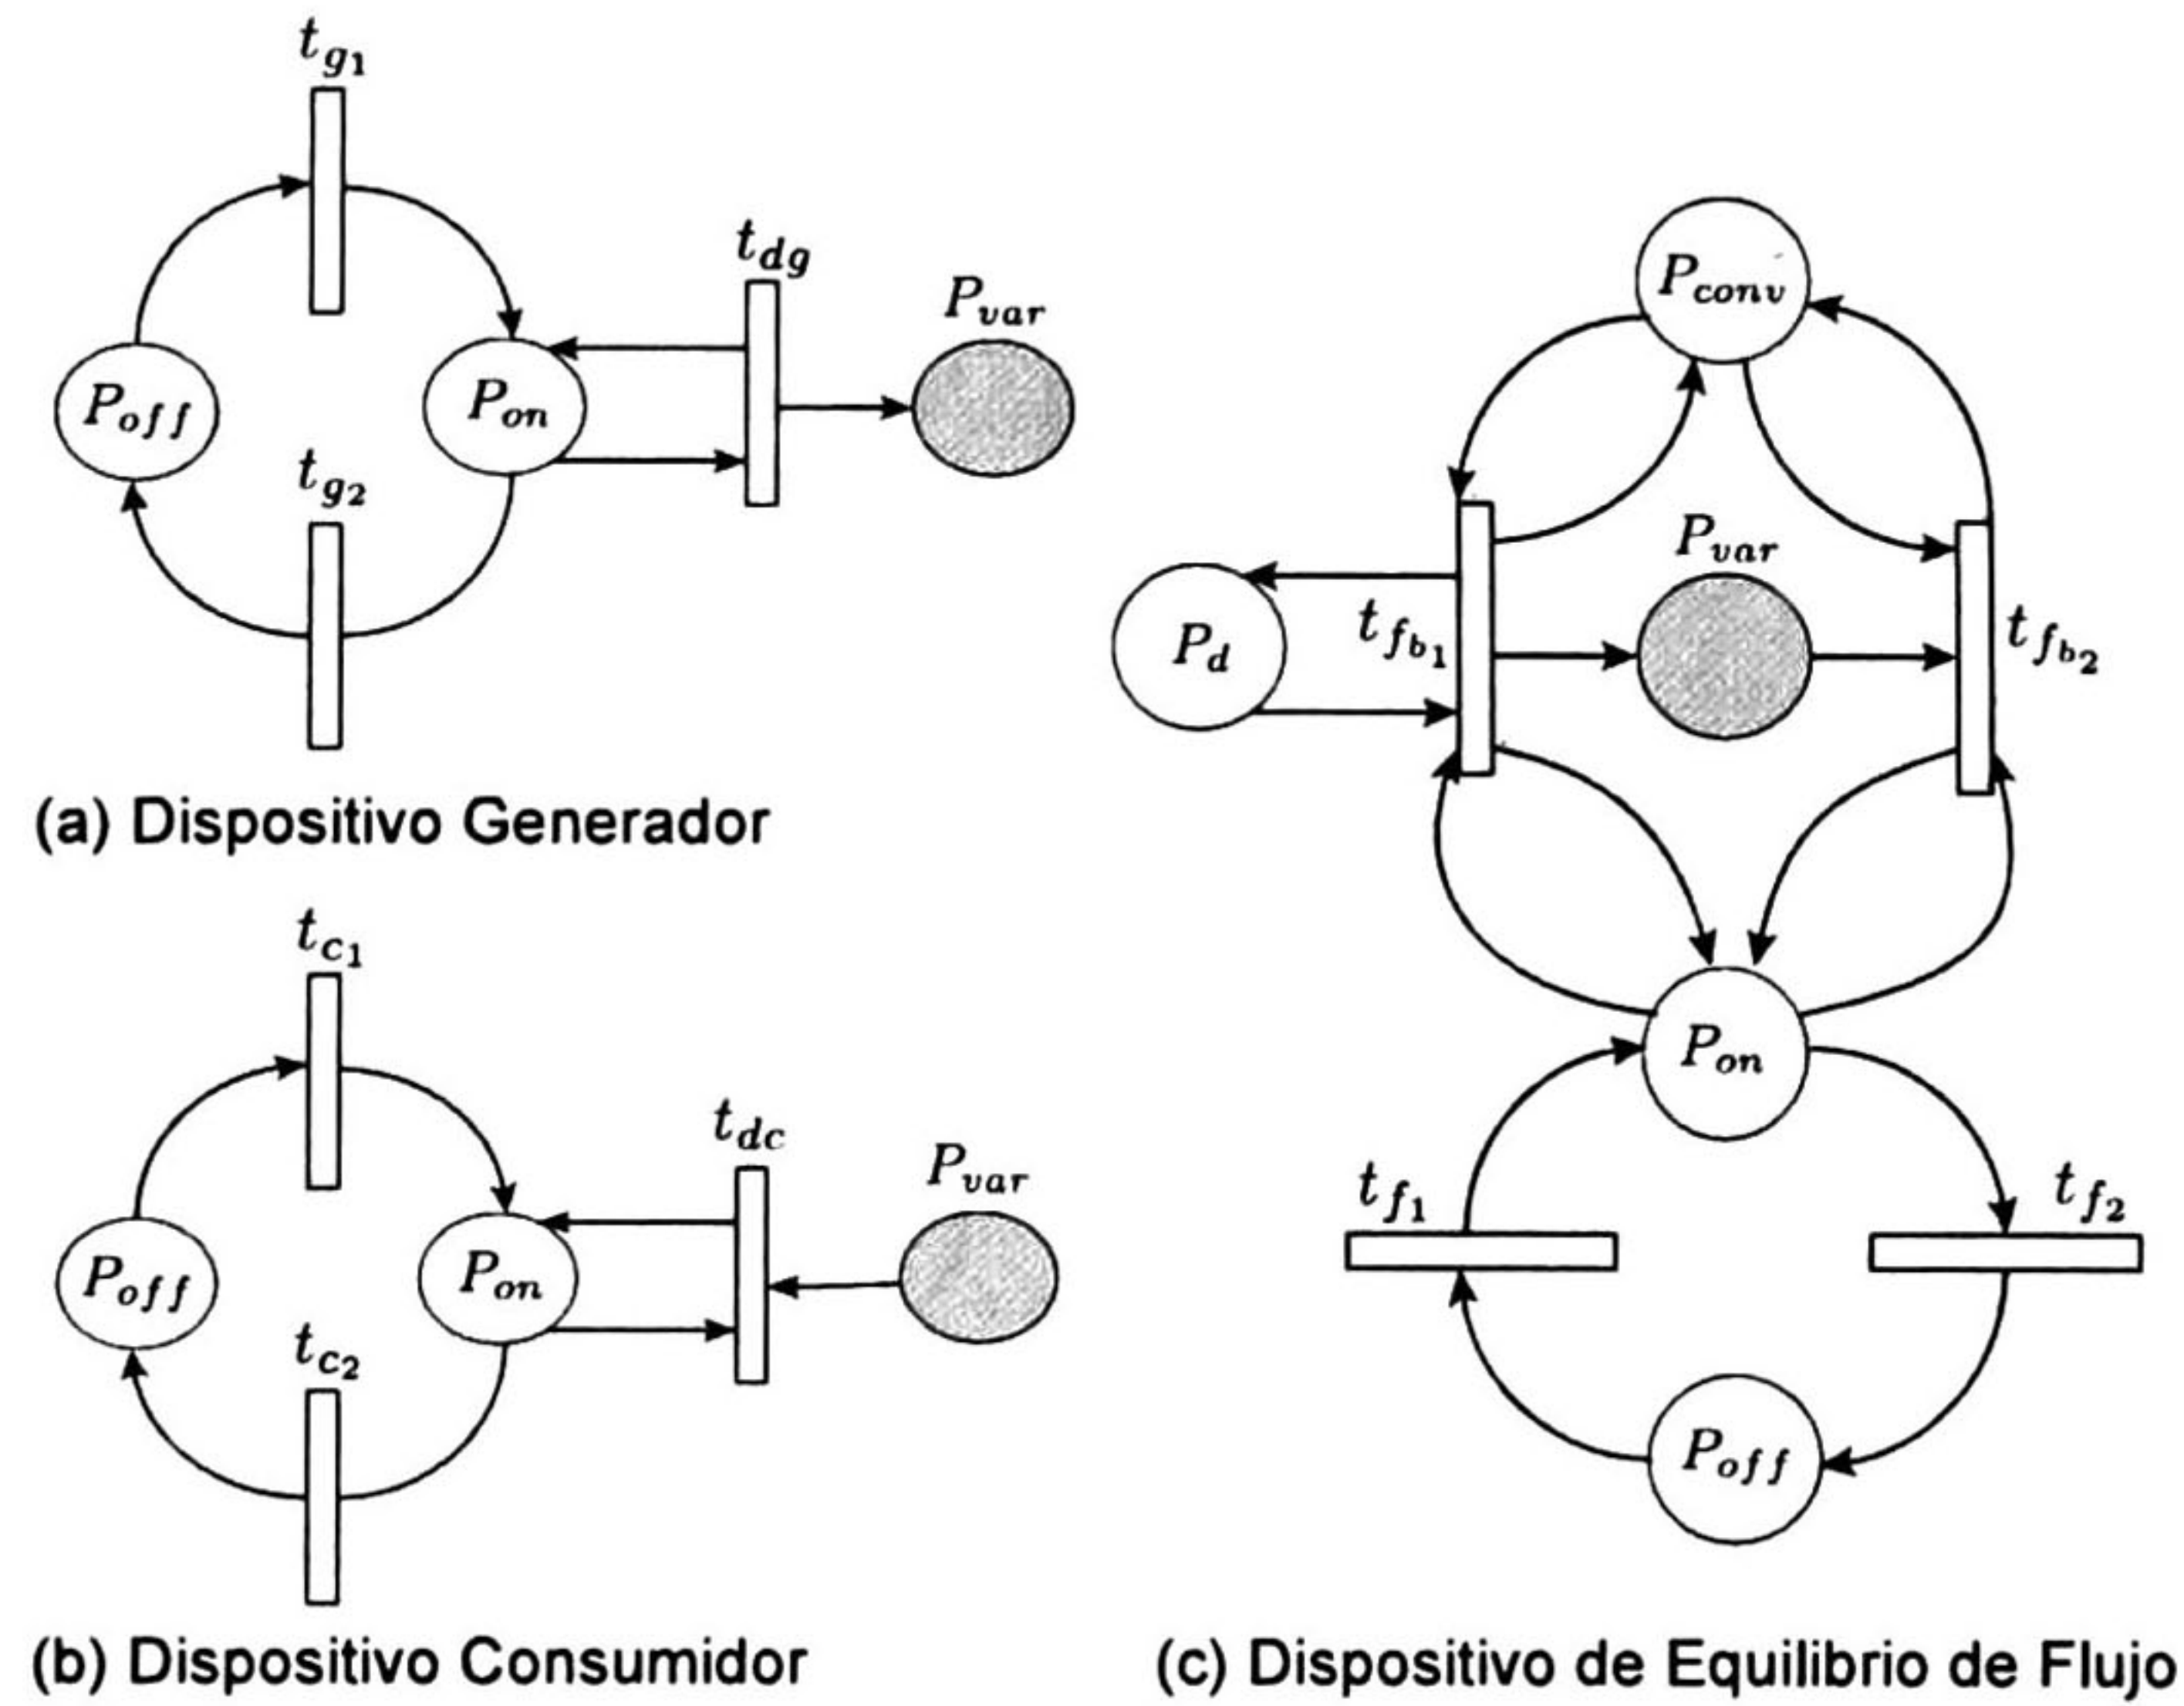 t_{g_1}
t_{dg}
P_{var}
P_{off}
P_{on}
t_{g_2}
(a) Dispositivo Generador
t_{c_1}
t_{dc}
P_{var}
P_{off}
P_{on}
t_{c_2}
(b) Dispositivo Consumidor
P_{conv}
P_{var}
P_d
t_{f_{b_1}}
t_{f_{b_2}}
P_{on}
t_{f_1}
t_{f_2}
P_{off}
(c) Dispositivo de Equilibrio de Flujo